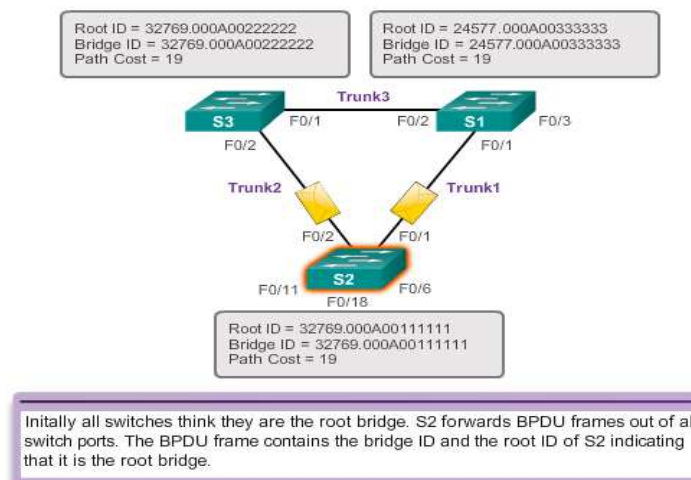 Root ID = 32769.000A00222222
Bridge ID = 32769.000A00222222
Path Cost = 19
Root ID = 24577.000A00333333
Bridge ID = 24577.000A00333333
Path Cost = 19
Trunk3
S3
F0/1
F0/2
S1
F0/3
F0/2
F0/1
Trunk2
Trunk1
F0/2
F0/1
S2
F0/11
F0/18
F0/6
Root ID = 32769.000A00111111
Bridge ID = 32769.000A00111111
Path Cost = 19
Initally all switches think they are the root bridge. S2 forwards BPDU frames out of al
switch ports. The BPDU frame contains the bridge ID and the root ID of S2 indicating
that it is the root bridge.